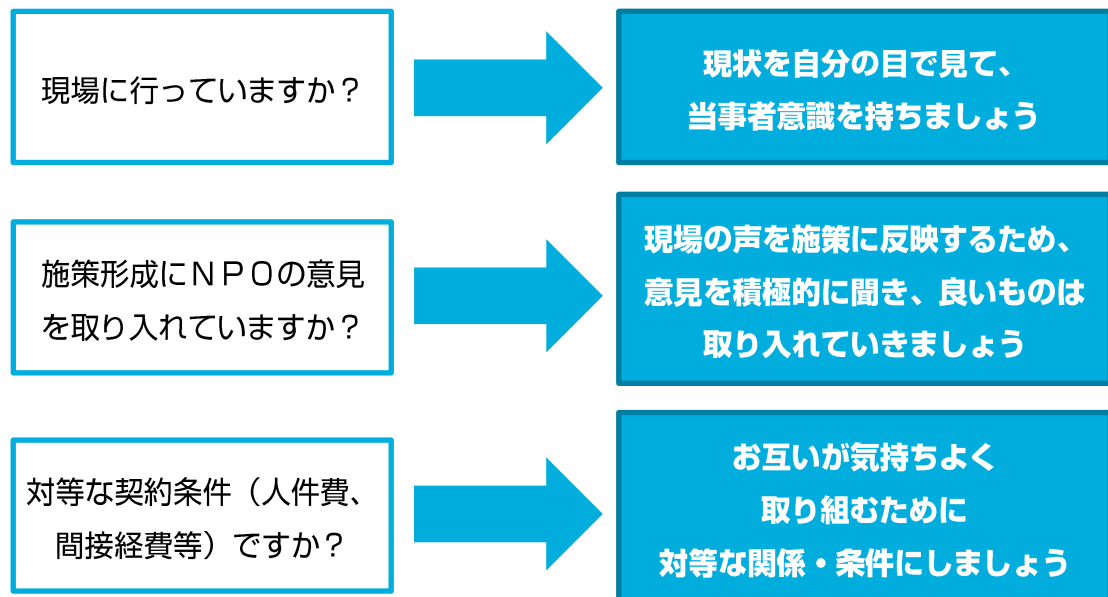 現場に行っていますか？
現状を自分の目で見て、
当事者意識を持ちましょう
施策形成にＮＰＯの意見
を取り入れていますか？
現場の声を施策に反映するため、
意見を積極的に聞き、良いものは
取り入れていきましょう
対等な契約条件（人件費、
間接経費等）ですか？
お互いが気持ちよく
取り組むために
対等な関係・条件にしましょう